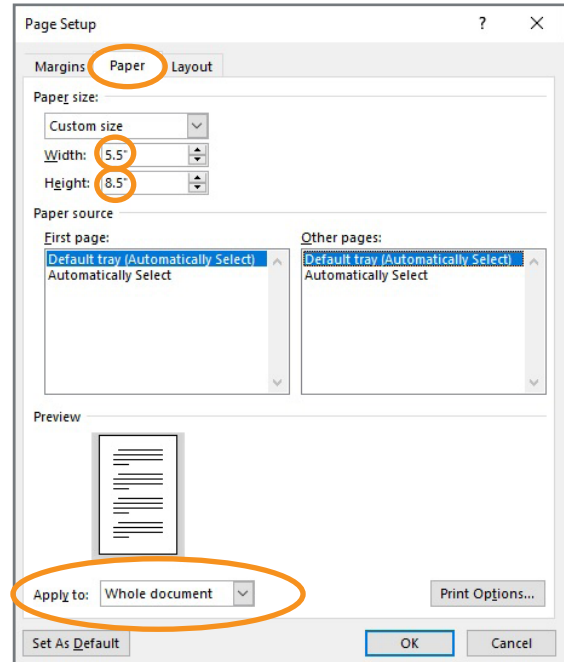 Page Setup ? ×
Margins Paper Layout
Paper size:
Custom size
Width: 5.5"
Height: 8.5"
Paper source
First page: Other pages:
Default tray (Automatically Select) Default tray (Automatically Select)
Automatically Select Automatically Select
Preview
Apply to: Whole document Print Options...
Set As Default OK Cancel